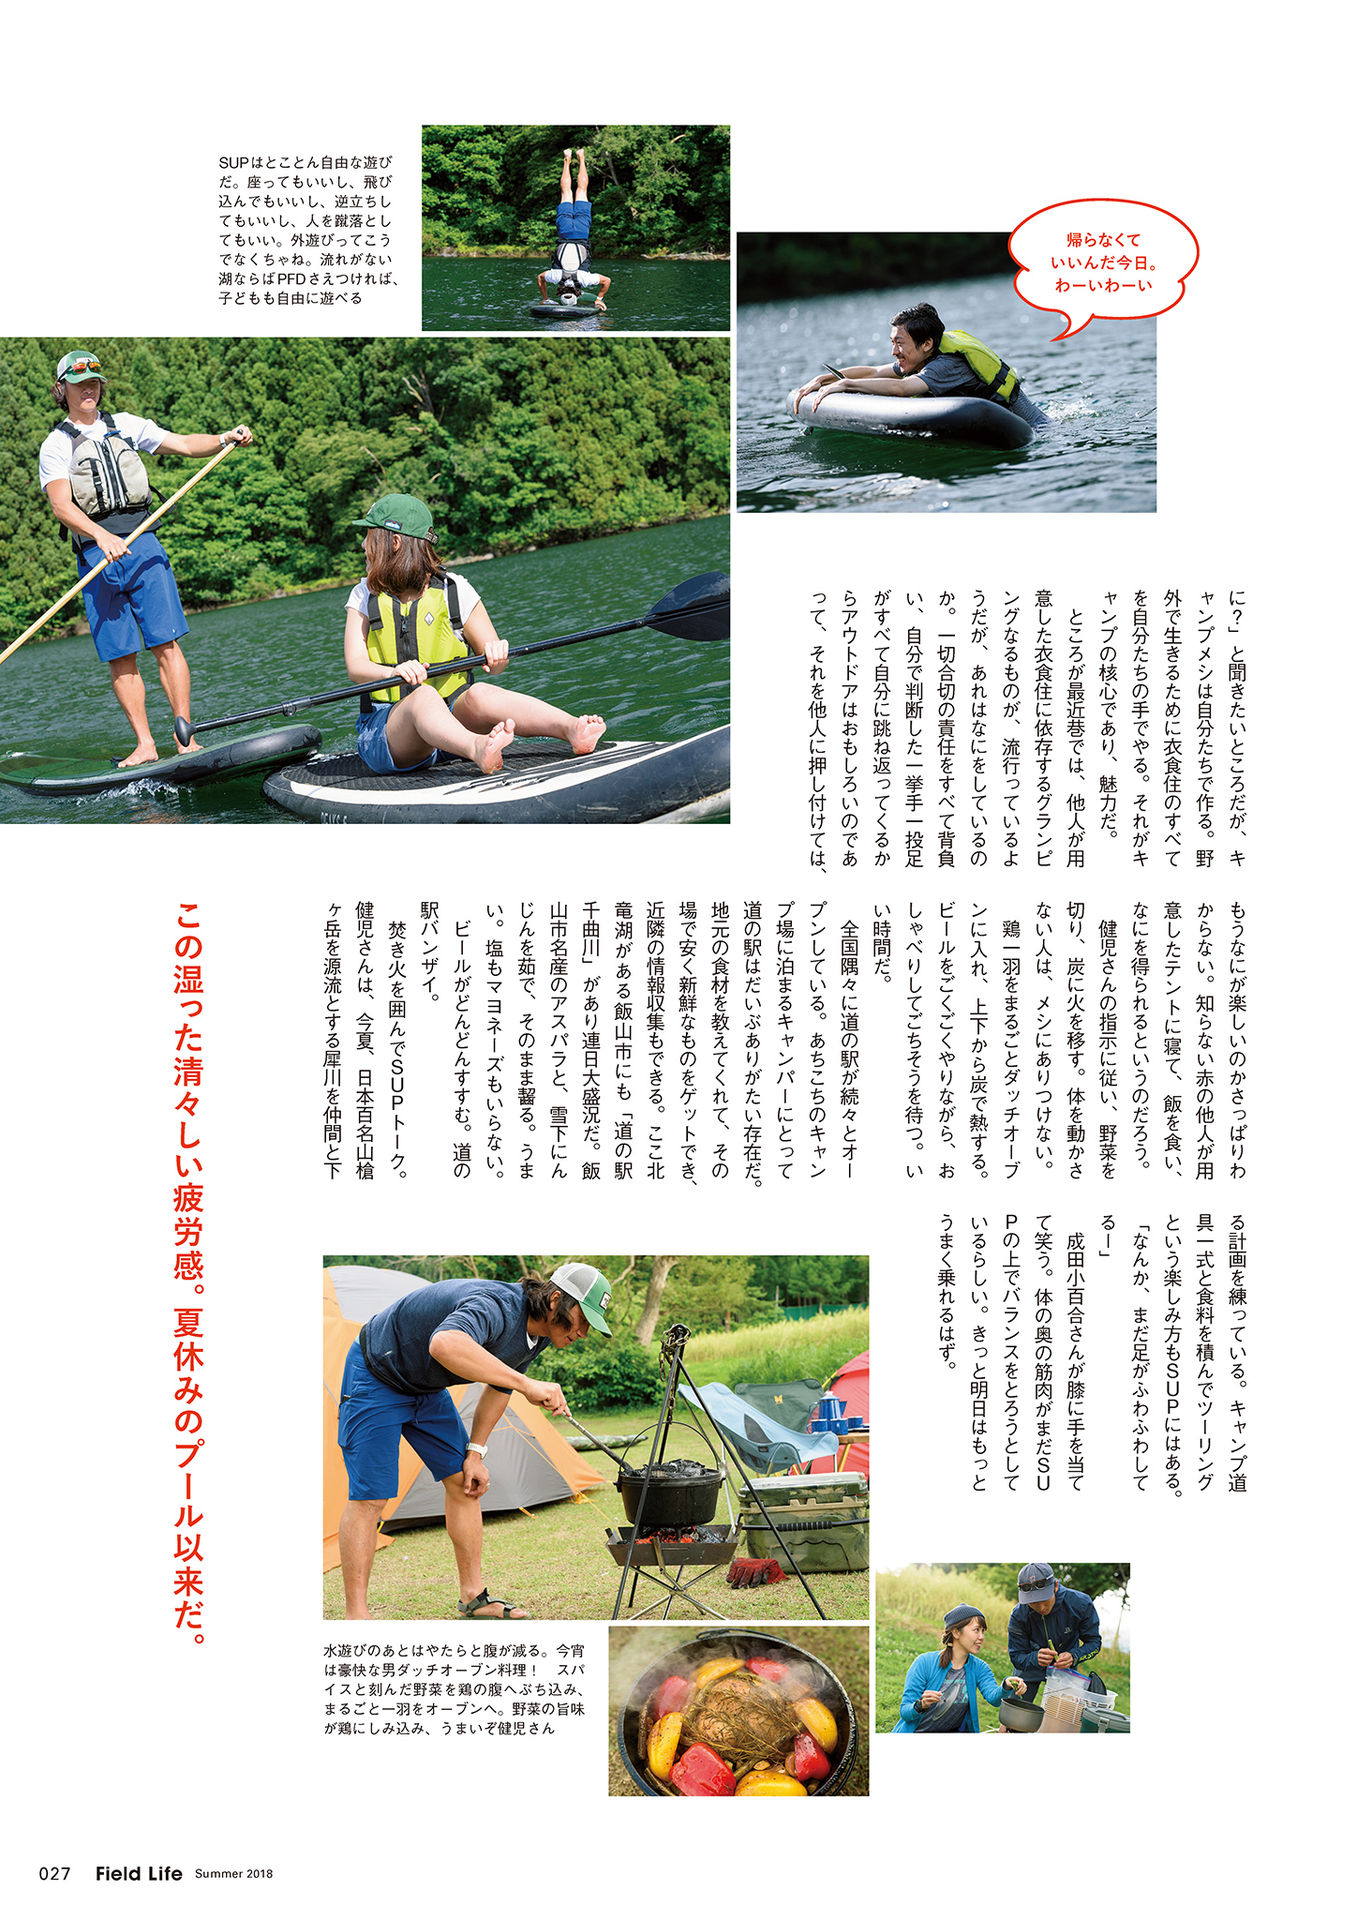 SUPはとことん自由な遊び
だ。座ってもいいし、飛び
込んでもいいし、逆立ちし
てもいいし、人を蹴落とし
てもいい。外遊びってこう
でなくちゃね。流れがない
湖ならばPFDさえつければ、
子どもも自由に遊べる
帰らなくて
いいんだ今日。
わーいわーい
に?」と聞きたいところだが、キ
ャンプメシは自分たちで作る。野
外で生きるために衣食住のすべて
を自分たちの手でやる。それがキ
ャンプの核心であり、魅力だ。
ところが最近巷では、他人が用
意した衣食住に依存するグランピ
ングなるものが、流行っているよ
うだが、あれはなにをしているの
か。一切合切の責任をすべて背負
い、自分で判断した一挙手一投足
がすべて自分に跳ね返ってくるか
らアウトドアはおもしろいのであ
って、それを他人に押し付けては、
もうなにが楽しいのかさっぱりわ
からない。知らない赤の他人が用
意したテントに寝て、飯を食い、
なにを得られるというのだろう。
健児さんの指示に従い、野菜を
切り、炭に火を移す。体を動かさ
ない人は、メシにありつけない。
鶏一羽をまるごとダッチオーブ
ンに入れ、上下から炭で熱する。
ビールをごくごくやりながら、お
しゃべりしてごちそうを待つ。い
い時間だ。
全国隅々に道の駅が続々とオー
プンしている。あちこちのキャン
プ場に泊まるキャンパーにとって
道の駅はだいぶありがたい存在だ。
地元の食材を教えてくれて、その
場で安く新鮮なものをゲットでき、
近隣の情報収集もできる。ここ北
竜湖がある飯山市にも「道の駅
千曲川」があり連日大盛況だ。飯
山市名産のアスパラと、雪下にん
じんを茹で、そのまま齧る。うま
い。塩もマヨネーズもいらない。
ビールがどんどんすすむ。道の
駅バンザイ。
焚き火を囲んでSUPトーク。
健児さんは、今夏、日本百名山槍
ヶ岳を源流とする犀川を仲間と下
る計画を練っている。キャンプ道
具一式と食料を積んでツーリング
という楽しみ方もSUPにはある。
「なんか、まだ足がふわふわして
るー」
成田小百合さんが膝に手を当て
て笑う。体の奥の筋肉がまだSU
Pの上でバランスをとろうとして
いるらしい。きっと明日はもっと
うまく乗れるはず。
この湿った清々しい疲労感。夏休みのプール以来だ。
水遊びのあとはやたらと腹が減る。今宵
は豪快な男ダッチオーブン料理！ スパ
イスと刻んだ野菜を鶏の腹へぶち込み、
まるごと一羽をオーブンへ。野菜の旨味
が鶏にしみ込み、うまいぞ健児さん
027 Field Life Summer 2018